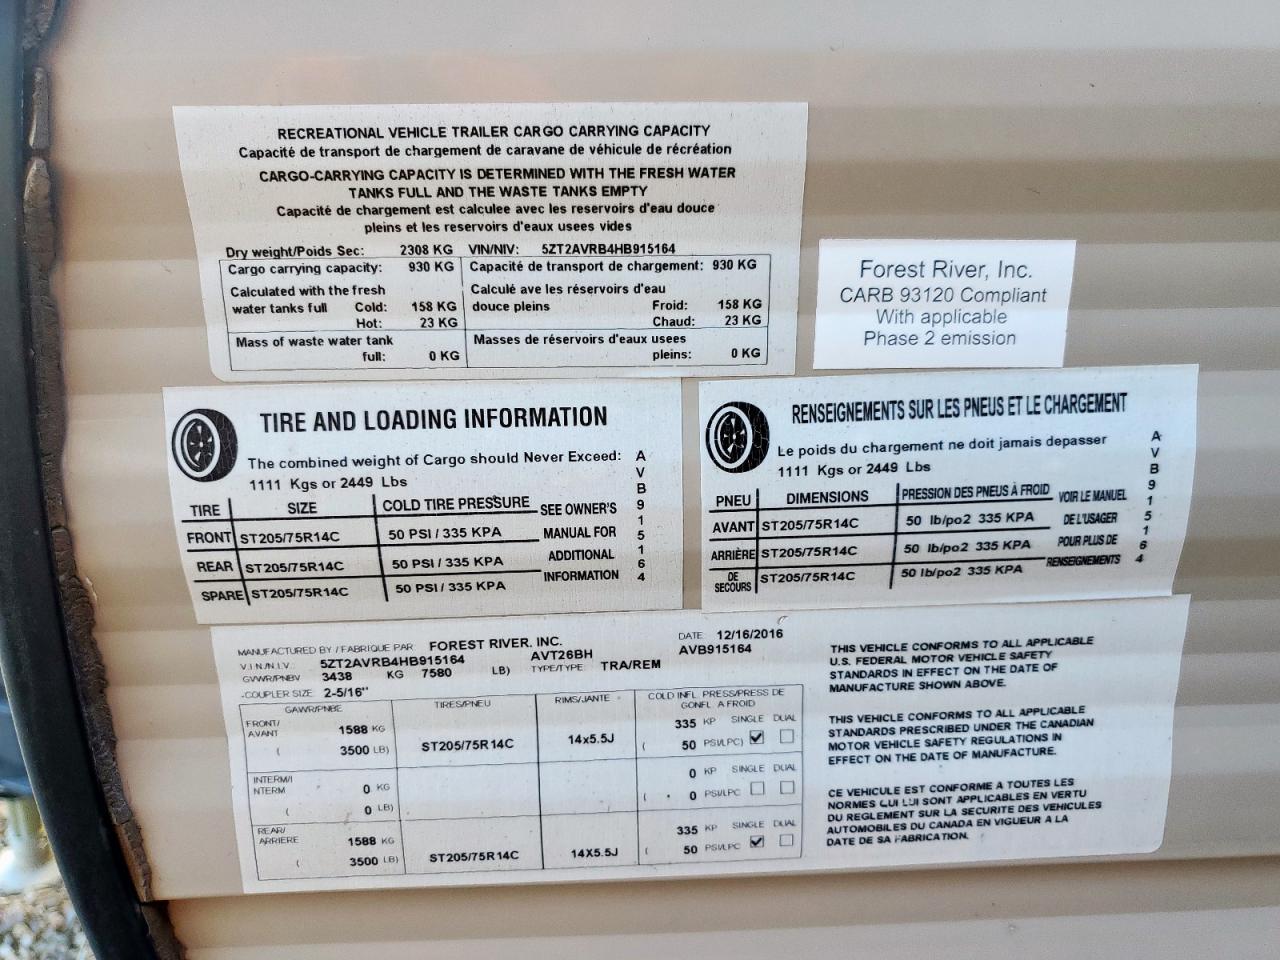 RECREATIONAL VEHICLE TRAILER CARGO CARRYING CAPACITY
Capacité de transport de chargement de caravane de véhicule de récréation
CARGO-CARRYING CAPACITY IS DETERMINED WITH THE FRESH WATER
TANKS FULL AND THE WASTE TANKS EMPTY
Capacité de chargement est calculee avec les reservoirs d'eau douce
pleins et les reservoirs d'eaux usees vides
Dry weight/Poids Sec: 2308 KG VIN/NIV: 5ZT2AVRB4HB915164
Cargo carrying capacity: 930 KG Capacité de transport de chargement: 930 KG
Calculated with the fresh Calculé ave les réservoirs d'eau
water tanks full Cold: 158 KG douce pleins Froid: 158 KG
Hot: 23 KG Chaud: 23 KG
Mass of waste water tank Masses de réservoirs d'eaux usees
full: 0 KG pleins: 0 KG
Forest River, Inc.
CARB 93120 Compliant
With applicable
Phase 2 emission
TIRE AND LOADING INFORMATION
The combined weight of Cargo should Never Exceed:
1111 Kgs or 2449 Lbs
TIRE SIZE COLD TIRE PRESSURE SEE OWNER'S
FRONT ST205/75R14C 50 PSI / 335 KPA MANUAL FOR
REAR ST205/75R14C 50 PSI / 335 KPA ADDITIONAL
SPARE ST205/75R14C 50 PSI / 335 KPA INFORMATION
AVB915164
RENSEIGNEMENTS SUR LES PNEUS ET LE CHARGEMENT
Le poids du chargement ne doit jamais depasser
1111 Kgs or 2449 Lbs
PNEU DIMENSIONS PRESSION DES PNEUS À FROID VOIR LE MANUEL
AVANT ST205/75R14C 50 lb/po2 335 KPA DE L'USAGER
ARRIÈRE ST205/75R14C 50 lb/po2 335 KPA POUR PLUS DE
DE SECOURS ST205/75R14C 50 lb/po2 335 KPA RENSEIGNEMENTS
AVB915164
MANUFACTURED BY / FABRIQUE PAR FOREST RIVER, INC. DATE 12/16/2016
V.I.N./N.I.V.: 5ZT2AVRB4HB915164 AVT26BH AVB915164
GVWR/PNBV 3438 KG 7580 LB) TYPE/TYPE: TRA/REM
COUPLER SIZE 2-5/16"
GAWR/PNBE TIRES/PNEU RIMS/JANTE COLD INFL. PRESS/PRESS DE
GONFL A FROID
FRONT/ AVANT 1588 KG 335 KP SINGLE DUAL
( 3500 LB) ST205/75R14C 14x5.5J ( 50 PSI/LPC)
INTERM/I NTERM 0 KG 0 KP SINGLE DUAL
( 0 LB) ( 0 PSI/LPC
REAR/ ARRIERE 1588 KG 335 KP SINGLE DUAL
( 3500 LB) ST205/75R14C 14X5.5J ( 50 PSI/LPC
THIS VEHICLE CONFORMS TO ALL APPLICABLE
U.S. FEDERAL MOTOR VEHICLE SAFETY
STANDARDS IN EFFECT ON THE DATE OF
MANUFACTURE SHOWN ABOVE.
THIS VEHICLE CONFORMS TO ALL APPLICABLE
STANDARDS PRESCRIBED UNDER THE CANADIAN
MOTOR VEHICLE SAFETY REGULATIONS IN
EFFECT ON THE DATE OF MANUFACTURE.
CE VEHICULE EST CONFORME A TOUTES LES
NORMES QUI LUI SONT APPLICABLES EN VERTU
DU REGLEMENT SUR LA SECURITE DES VEHICULES
AUTOMOBILES DU CANADA EN VIGUEUR A LA
DATE DE SA FABRICATION.